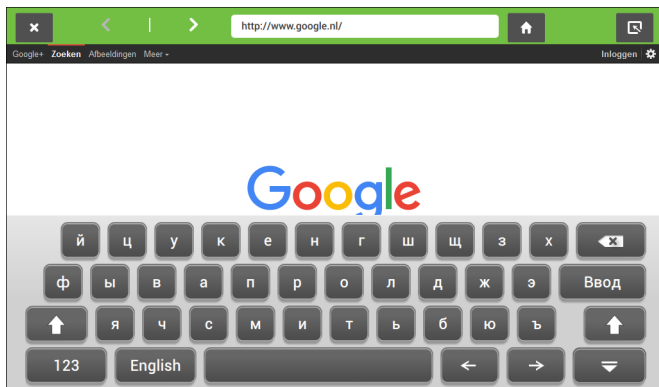 http://www.google.nl/
Google+ Zoeken Afbeeldingen Meer Inloggen
Google
й ц у к е н г ш щ з х
ф ы в а п р о л д ж э Ввод
я ч с м и т ь б ю ъ
123 English